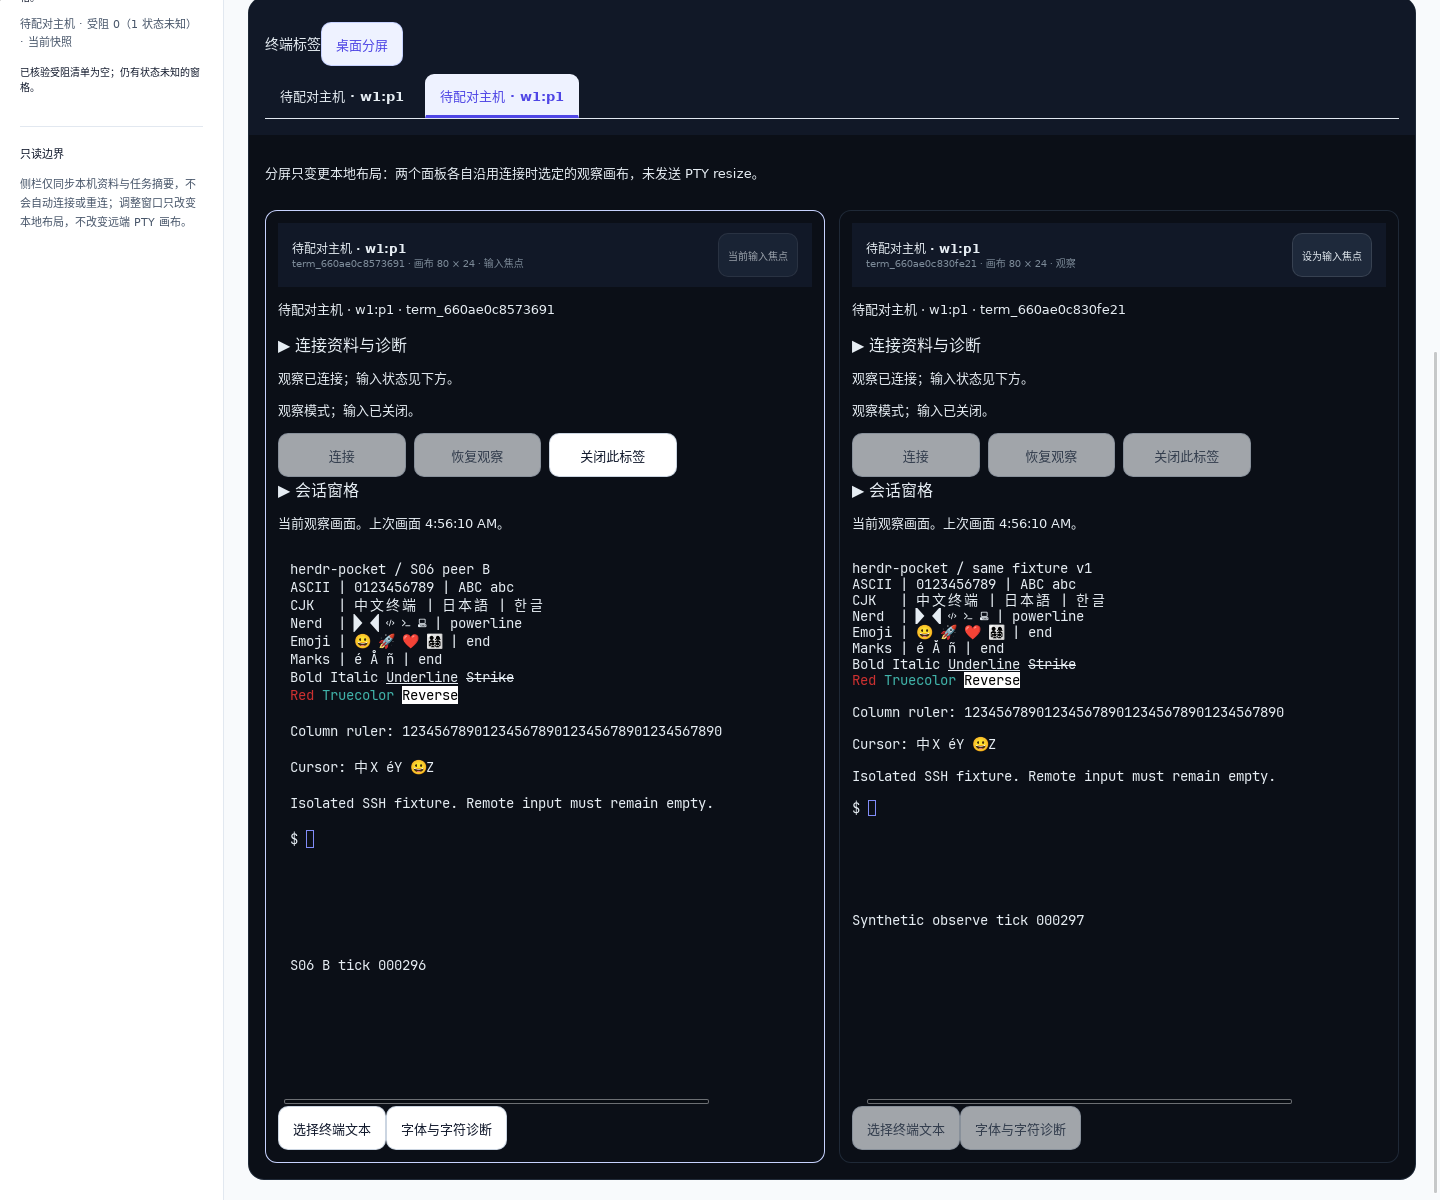 待配对主机 · 受阻 0（1 状态未知）
· 当前快照
已核验受阻清单为空；仍有状态未知的窗
格。
只读边界
侧栏仅同步本机资料与任务摘要，不
会自动连接或重连；调整窗口只改变
本地布局，不改变远端 PTY 画布。
终端标签 桌面分屏
待配对主机 · w1:p1 待配对主机 · w1:p1
分屏只变更本地布局：两个面板各自沿用连接时选定的观察画布，未发送 PTY resize。
待配对主机 · w1:p1
term_660ae0c8573691 · 画布 80 × 24 · 输入焦点
当前输入焦点
待配对主机 · w1:p1 · term_660ae0c8573691
▶ 连接资料与诊断
观察已连接；输入状态见下方。
观察模式；输入已关闭。
连接 恢复观察 关闭此标签
▶ 会话窗格
当前观察画面。上次画面 4:56:10 AM。
herdr-pocket / S06 peer B
ASCII | 0123456789 | ABC abc
CJK   | 中文终端 | 日本語 | 한글
Nerd  | | powerline
Emoji | 😀 🚀 ❤️ 👨‍👩‍👧‍👦 | end
Marks | é Å ñ | end
Bold Italic Underline Strike
Red Truecolor Reverse
Column ruler: 1234567890123456789012345678901234567890
Cursor: 中X éY 😀Z
Isolated SSH fixture. Remote input must remain empty.
$
S06 B tick 000296
选择终端文本 字体与字符诊断
待配对主机 · w1:p1
term_660ae0c830fe21 · 画布 80 × 24 · 观察
设为输入焦点
待配对主机 · w1:p1 · term_660ae0c830fe21
▶ 连接资料与诊断
观察已连接；输入状态见下方。
观察模式；输入已关闭。
连接 恢复观察 关闭此标签
▶ 会话窗格
当前观察画面。上次画面 4:56:10 AM。
herdr-pocket / same fixture v1
ASCII | 0123456789 | ABC abc
CJK   | 中文终端 | 日本語 | 한글
Nerd  | | powerline
Emoji | 😀 🚀 ❤️ 👨‍👩‍👧‍👦 | end
Marks | é Å ñ | end
Bold Italic Underline Strike
Red Truecolor Reverse
Column ruler: 1234567890123456789012345678901234567890
Cursor: 中X éY 😀Z
Isolated SSH fixture. Remote input must remain empty.
$
Synthetic observe tick 000297
选择终端文本 字体与字符诊断